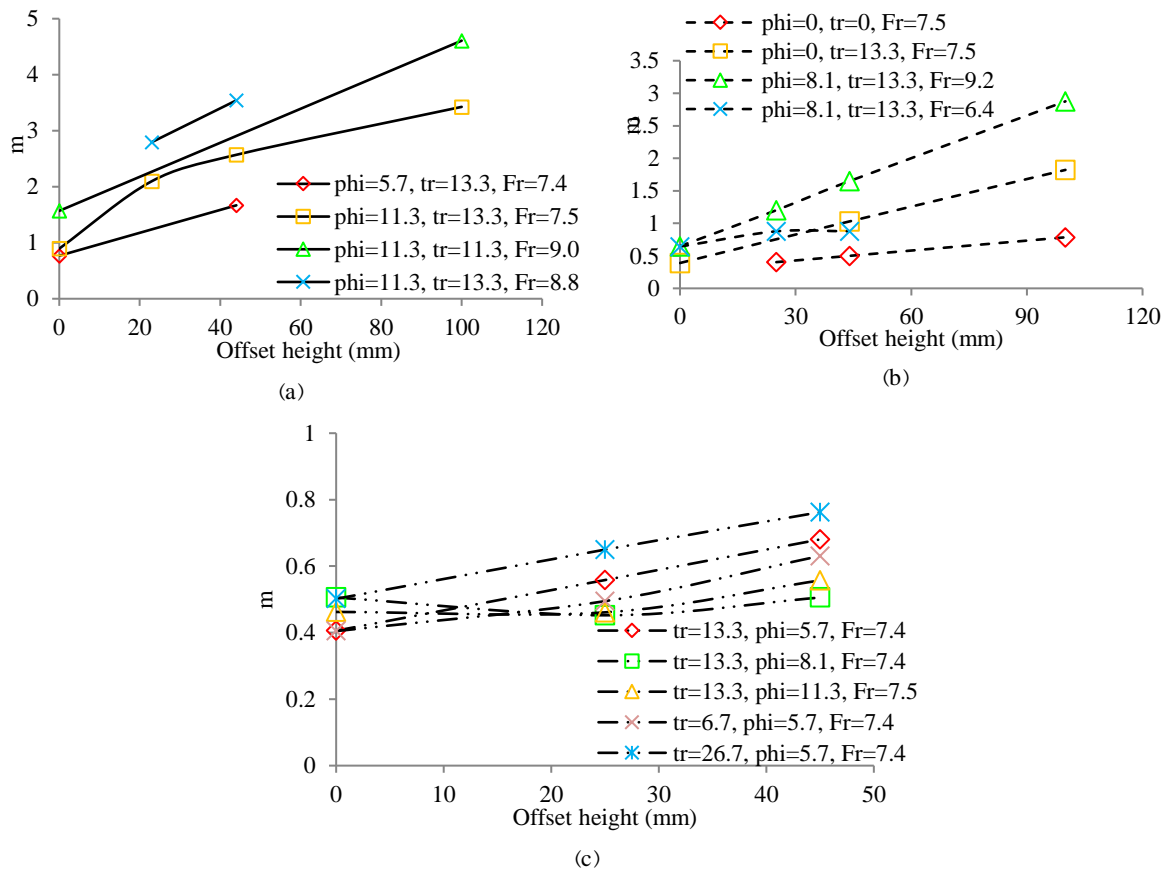 m
5
4
3
2
1
0
phi=5.7, tr=13.3, Fr=7.4
phi=11.3, tr=13.3, Fr=7.5
phi=11.3, tr=11.3, Fr=9.0
phi=11.3, tr=13.3, Fr=8.8
0 20 40 60 80 100 120
Offset height (mm)
(a)
phi=0, tr=0, Fr=7.5
phi=0, tr=13.3, Fr=7.5
phi=8.1, tr=13.3, Fr=9.2
phi=8.1, tr=13.3, Fr=6.4
3.5
3
2.5
2
1.5
1
0.5
0
0 30 60 90 120
Offset height (mm)
(b)
m
1
0.8
0.6
0.4
0.2
0
tr=13.3, phi=5.7, Fr=7.4
tr=13.3, phi=8.1, Fr=7.4
tr=13.3, phi=11.3, Fr=7.5
tr=6.7, phi=5.7, Fr=7.4
tr=26.7, phi=5.7, Fr=7.4
0 10 20 30 40 50
Offset height (mm)
(c)